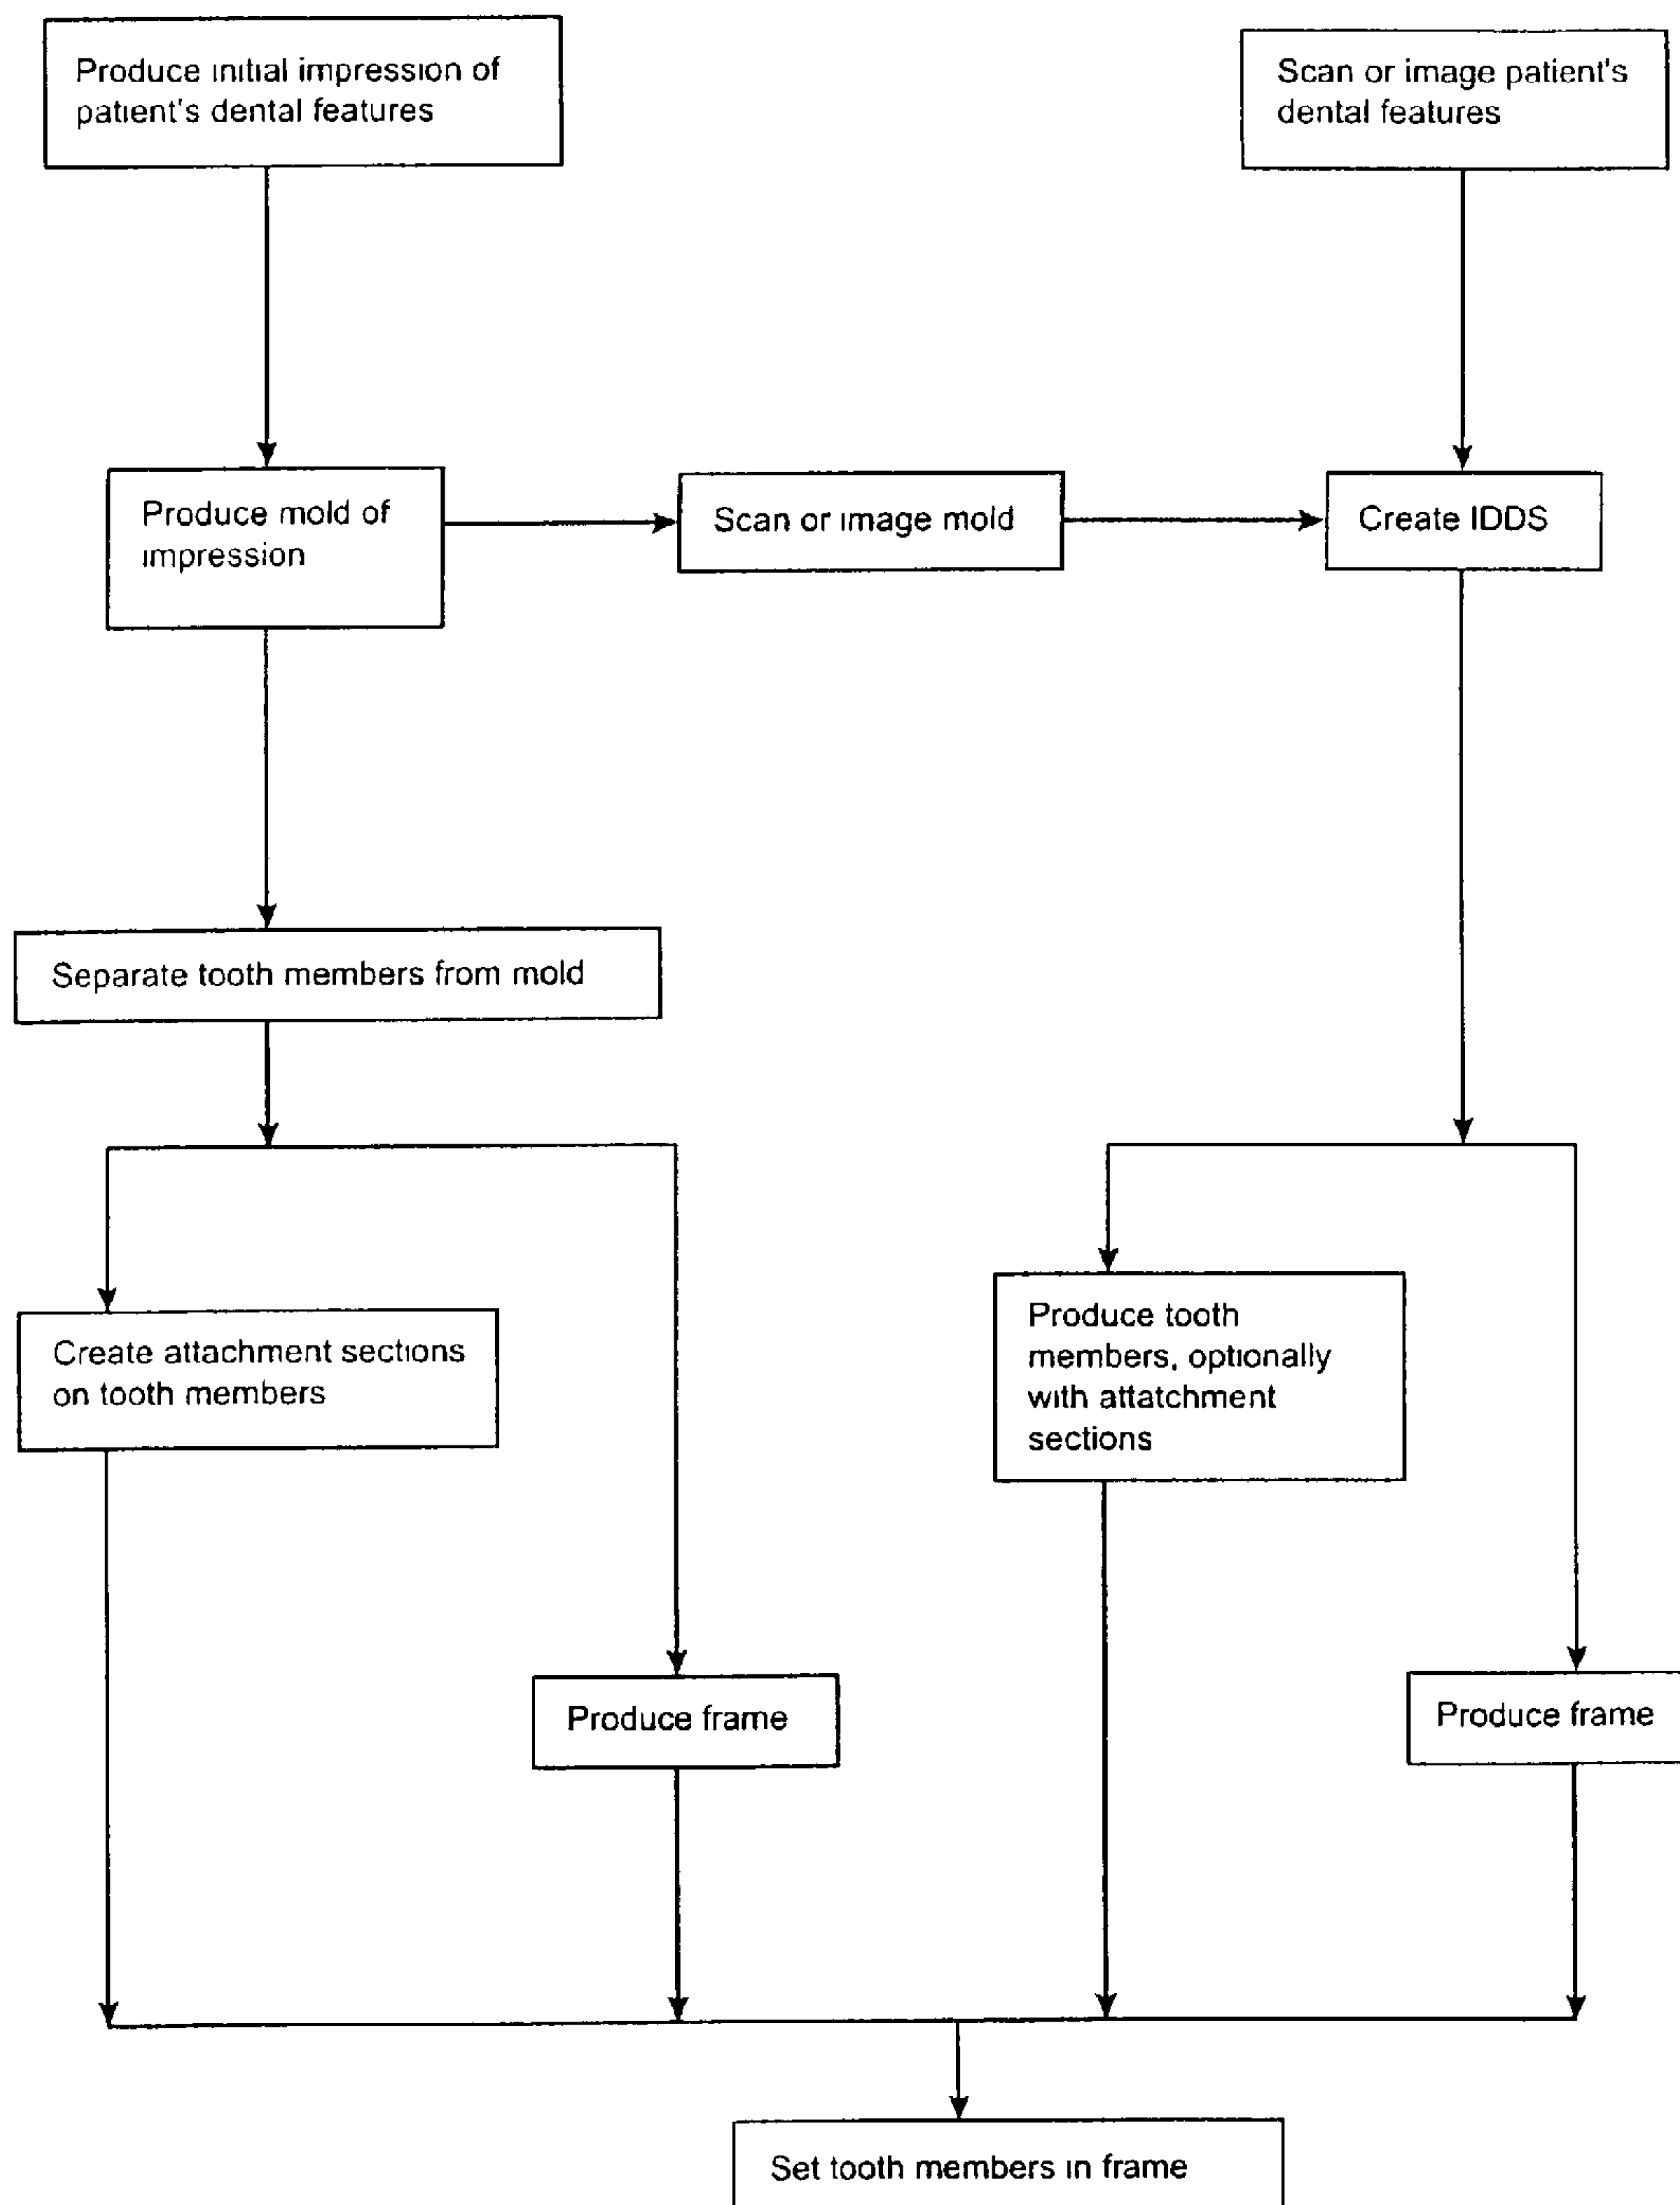 Produce initial impression of
patient's dental features
Scan or image patient's
dental features
Produce mold of
impression
Scan or image mold
Create IDDS
Separate tooth members from mold
Create attachment sections
on tooth members
Produce tooth
members, optionally
with attatchment
sections
Produce frame
Produce frame
Set tooth members in frame